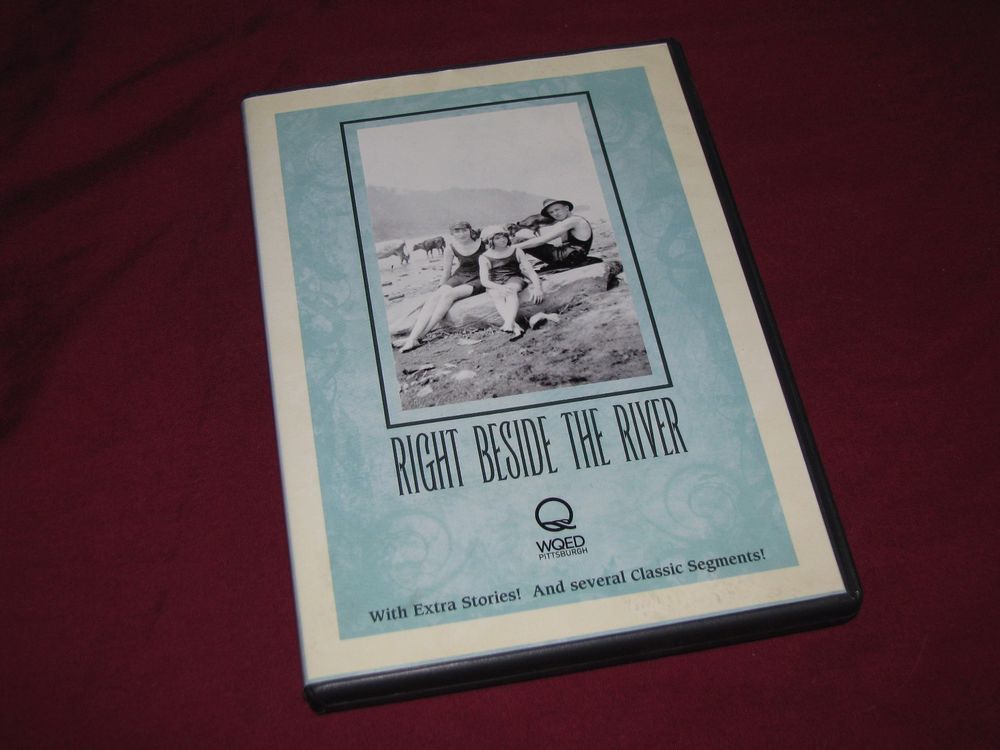 RIGHT BESIDE THE RIVER
WQED
PITTSBURGH
With Extra Stories! And several Classic Segments!